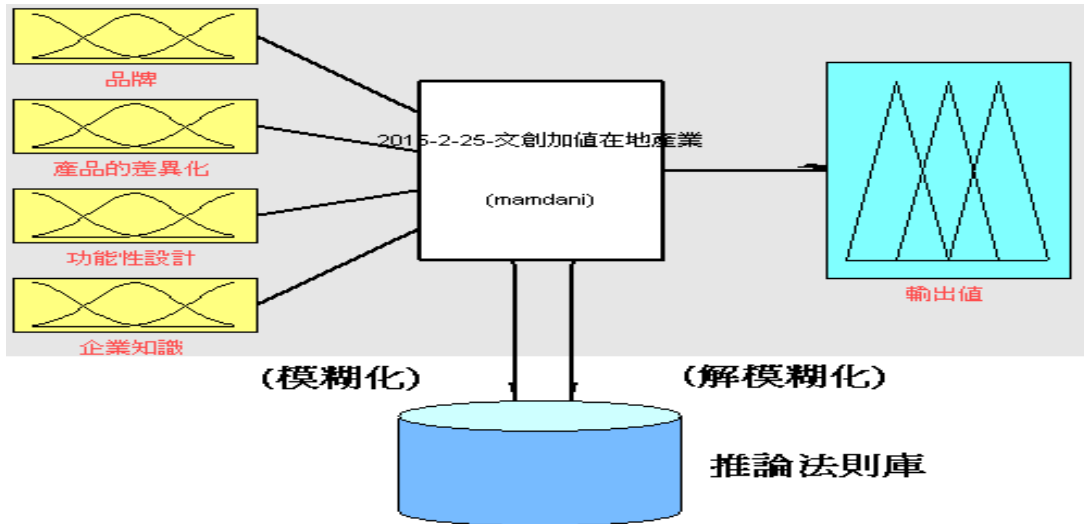 品牌
產品的差異化
功能性設計
企業知識
2015-2-25-文創加值在地產業
(mamdani)
輸出值
(模糊化)
(解模糊化)
推論法則庫